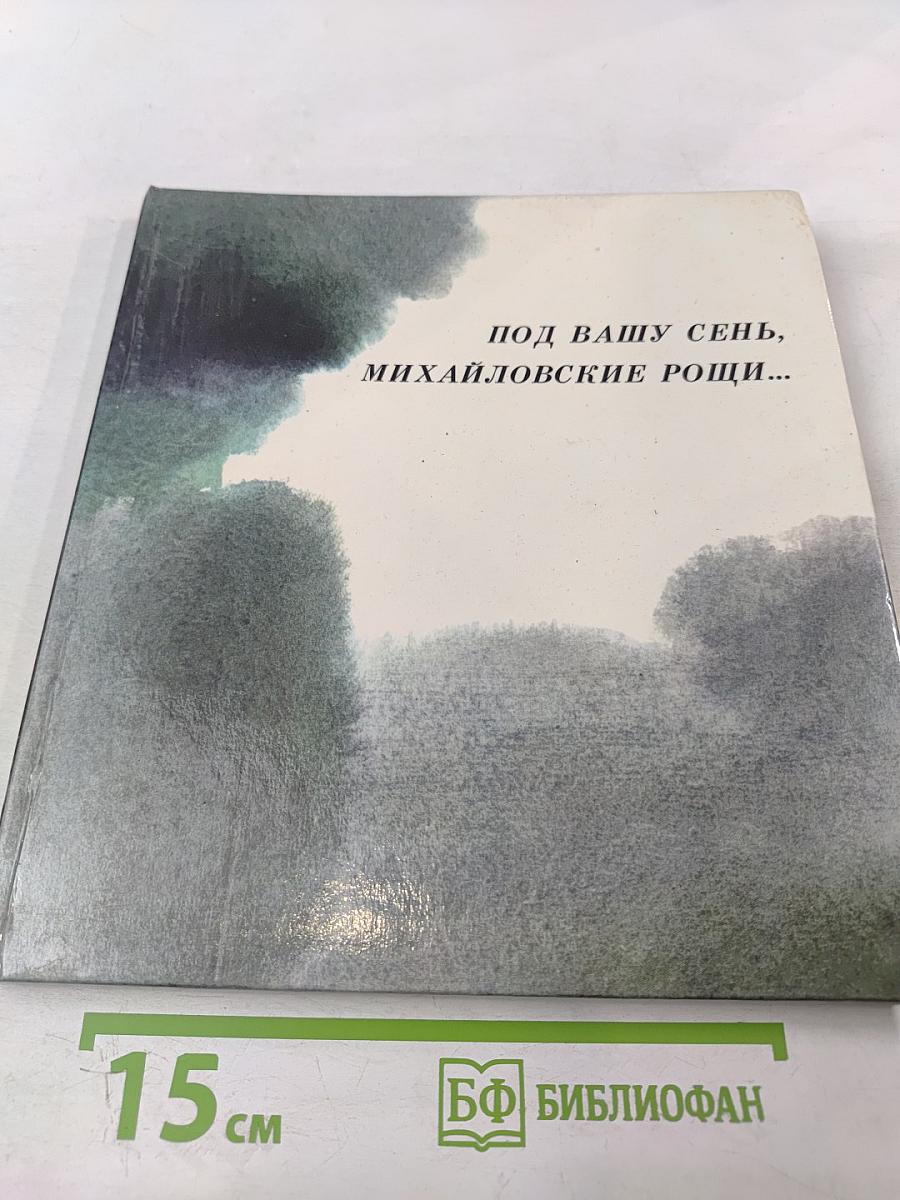 ПОД ВАШУ СЕНЬ,
МИХАЙЛОВСКИЕ РОЩИ...
15 см
БФ БИБЛИОФАН